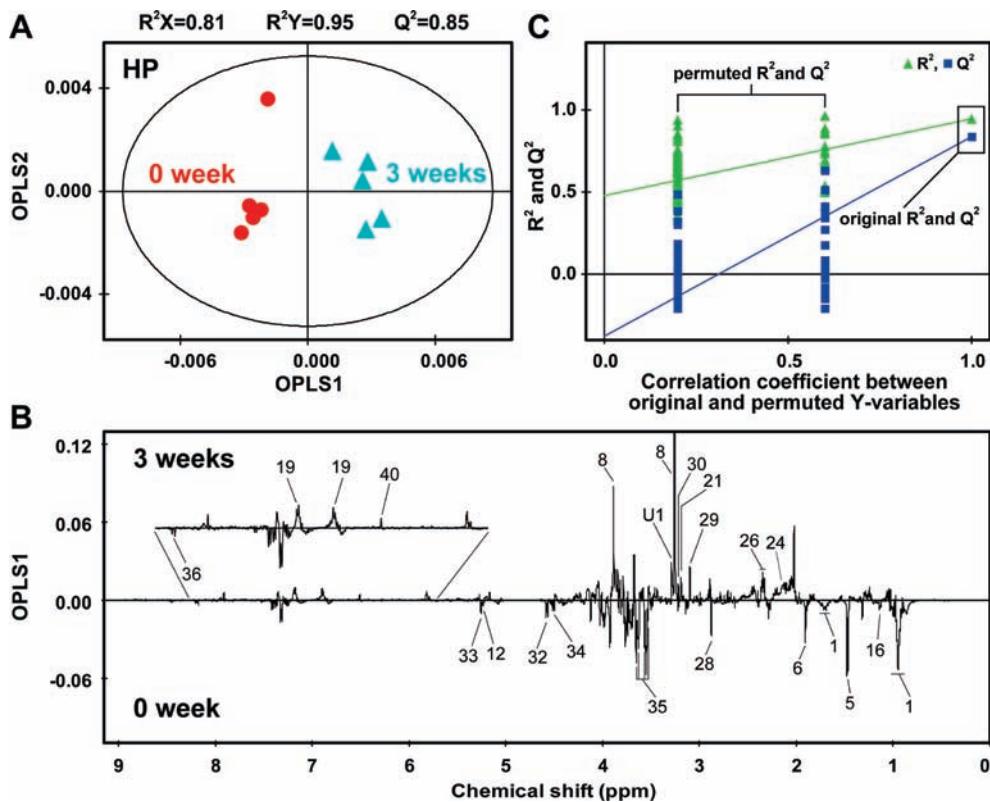 A
R²X=0.81 R²Y=0.95 Q²=0.85
HP
0 week
3 weeks
0.004
0.000
-0.004
OPLS2
-0.006 0.000 0.006
OPLS1
C
R², Q²
permuted R² and Q²
original R² and Q²
1.0
0.5
0.0
R² and Q²
0.0 0.5 1.0
Correlation coefficient between
original and permuted Y-variables
B
3 weeks
0 week
0.12
0.06
0.00
-0.06
OPLS1
19 19 40
36
8 8 30
21
U1
29
26 24
33 12 32 34
35
28
6 1 5 16 1
9 8 7 6 5 4 3 2 1 0
Chemical shift (ppm)